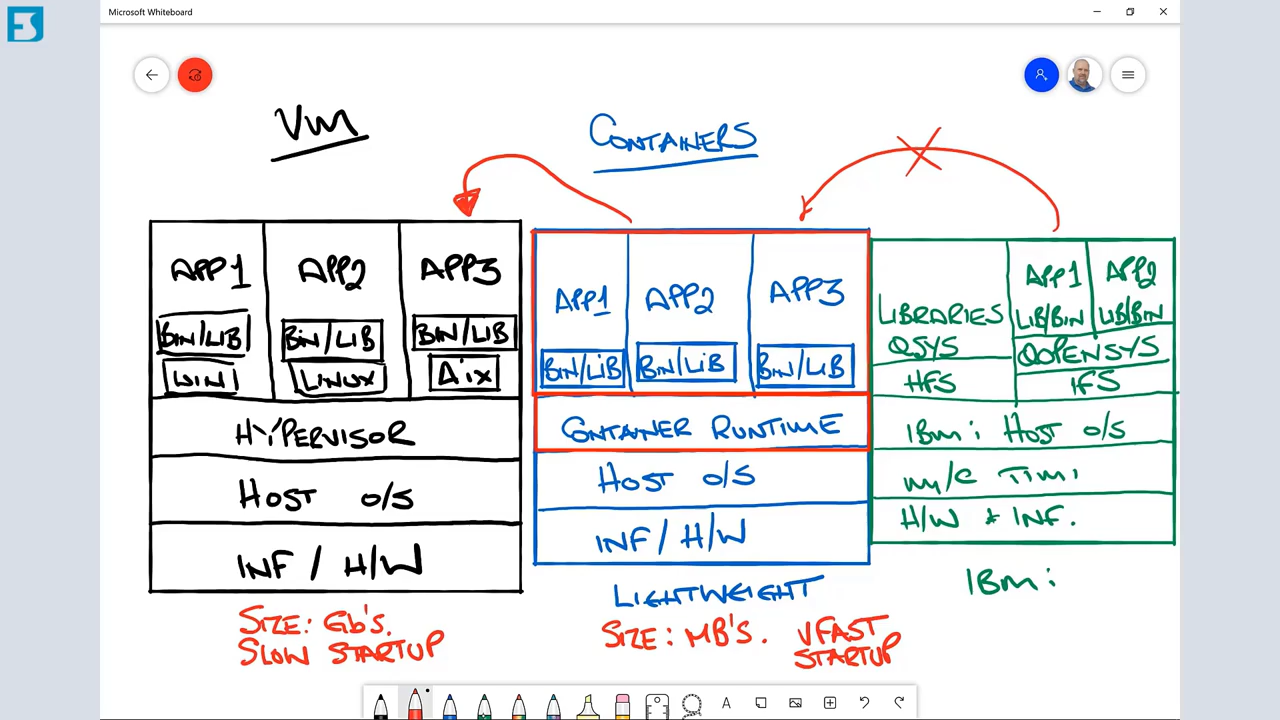 Microsoft Whiteboard
VM
CONTAINERS
APP1
APP2
APP3
BIN/LIB
BIN/LIB
BIN/LIB
WIN
LINUX
AIX
HYPERVISOR
HOST O/S
INF / H/W
SIZE: Gb's.
SLOW STARTUP
APP1
APP2
APP3
BIN/LIB
BIN/LIB
BIN/LIB
CONTAINER RUNTIME
HOST O/S
INF / H/W
LIGHTWEIGHT
SIZE: MB'S.
VFAST
STARTUP
LIBRARIES
QSYS
HFS
APP1
APP2
LIB/BIN
LIB/BIN
QOPENSYS
IFS
IBM i HOST O/S
M/C TIMI
H/W + INF.
IBM i
A